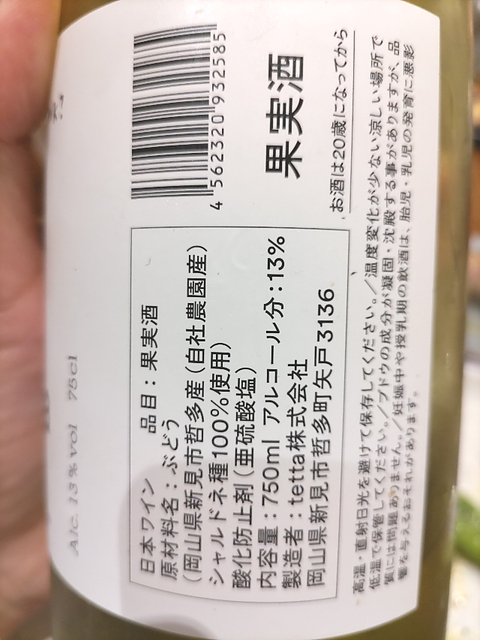 Alc. 13% vol 75cl
日本ワイン 品目：果実酒
原材料名：ぶどう
（岡山県新見市哲多産（自社農園産）
シャルドネ種100%使用）
酸化防止剤（亜硫酸塩）
内容量：750ml アルコール分：13%
製造者：tetta株式会社
岡山県新見市哲多町矢戸3136
4 562320 932585
果実酒
お酒は20歳になってから
高温・直射日光を避けて保存してください。／温度変化が少ない涼しい場所で
低温で保管してください。／ブドウの成分が凝固・沈殿する事がありますが、品
質には問題ありません。／妊娠中や授乳期の飲酒は、胎児・乳児の発育に悪影
響を与えるおそれがあります。